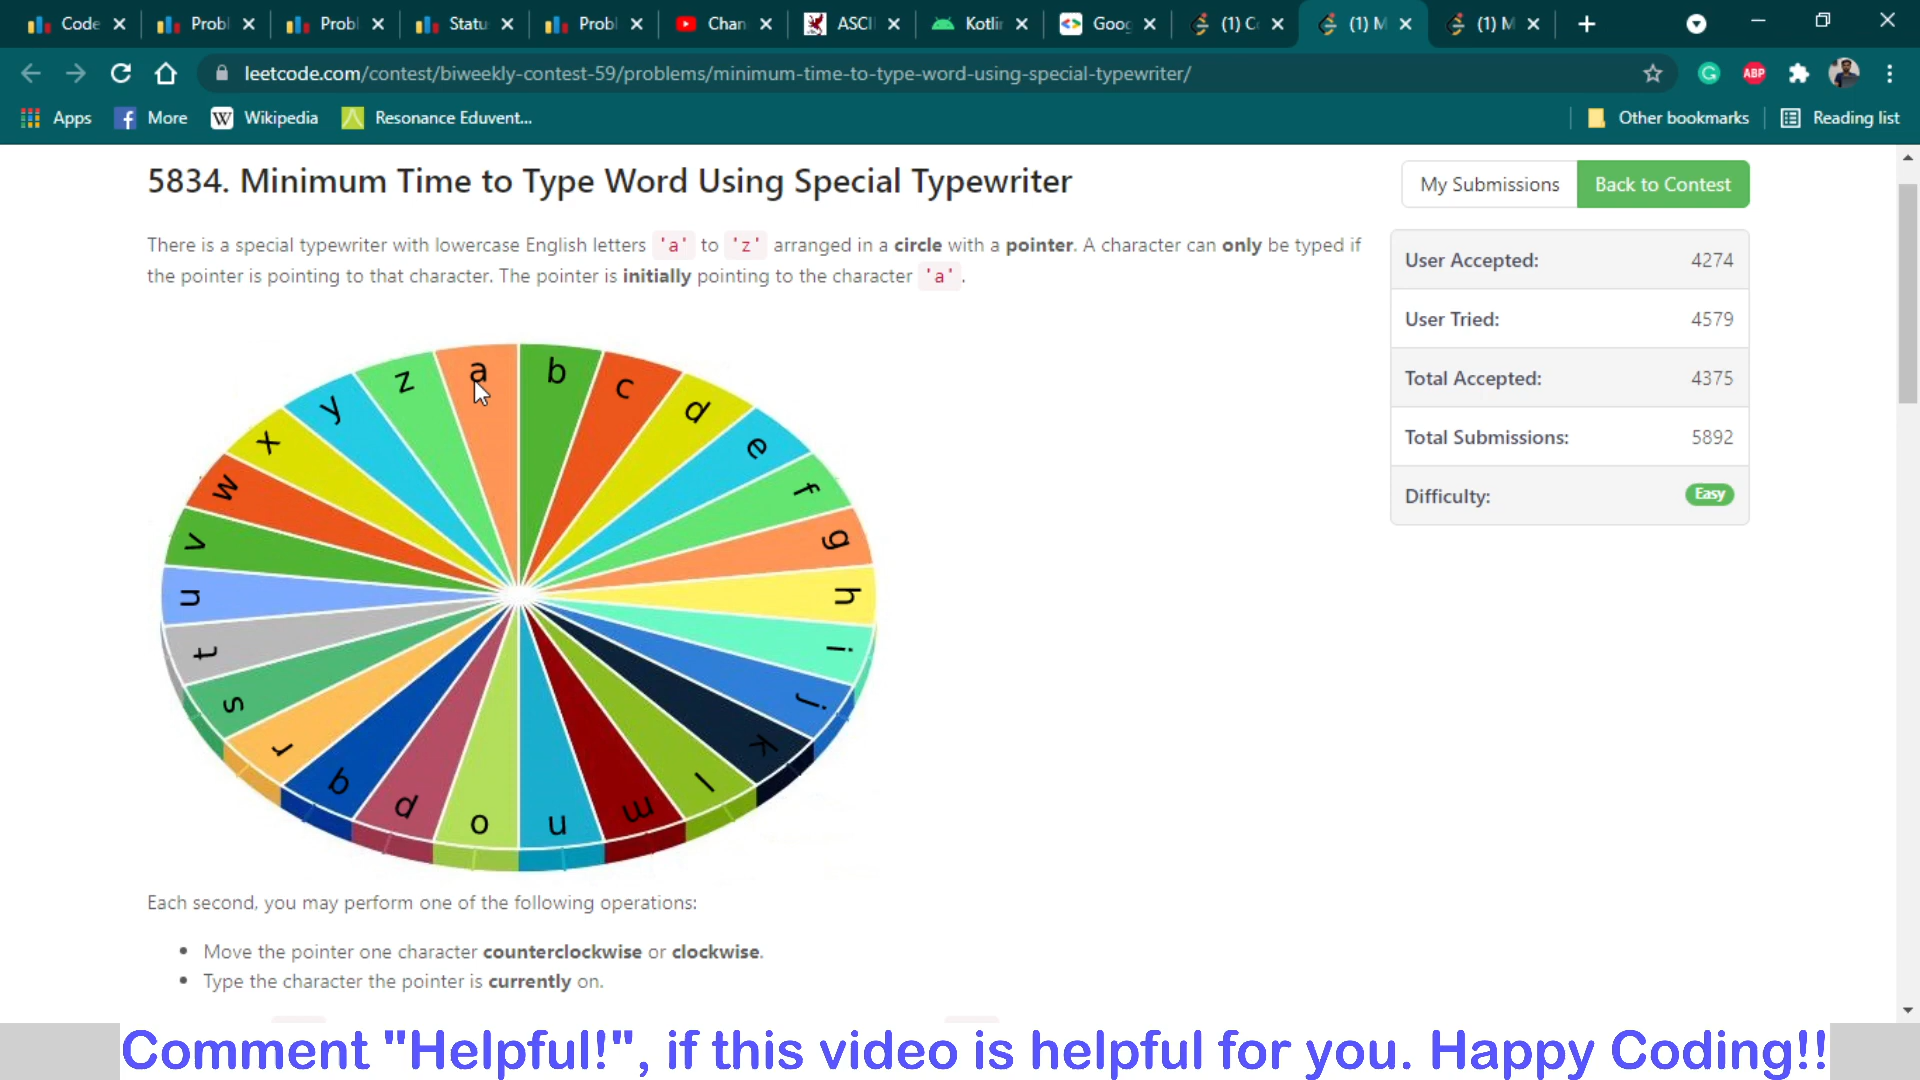 Code
Probl
Probl
Statu
Probl
Chan
ASCII
Kotlin
Goog
(1) C
(1) M
(1) M
leetcode.com/contest/biweekly-contest-59/problems/minimum-time-to-type-word-using-special-typewriter/
ABP
Apps
More
Wikipedia
Resonance Eduvent...
Other bookmarks
Reading list
5834. Minimum Time to Type Word Using Special Typewriter
My Submissions
Back to Contest
There is a special typewriter with lowercase English letters 'a' to 'z' arranged in a circle with a pointer. A character can only be typed if
the pointer is pointing to that character. The pointer is initially pointing to the character 'a'.
User Accepted: 4274
User Tried: 4579
Total Accepted: 4375
Total Submissions: 5892
Difficulty: Easy
a
b
c
d
e
f
g
h
i
j
k
l
m
n
o
p
q
r
s
t
u
v
w
x
y
z
Each second, you may perform one of the following operations:
• Move the pointer one character counterclockwise or clockwise.
• Type the character the pointer is currently on.
Comment "Helpful!", if this video is helpful for you. Happy Coding!!